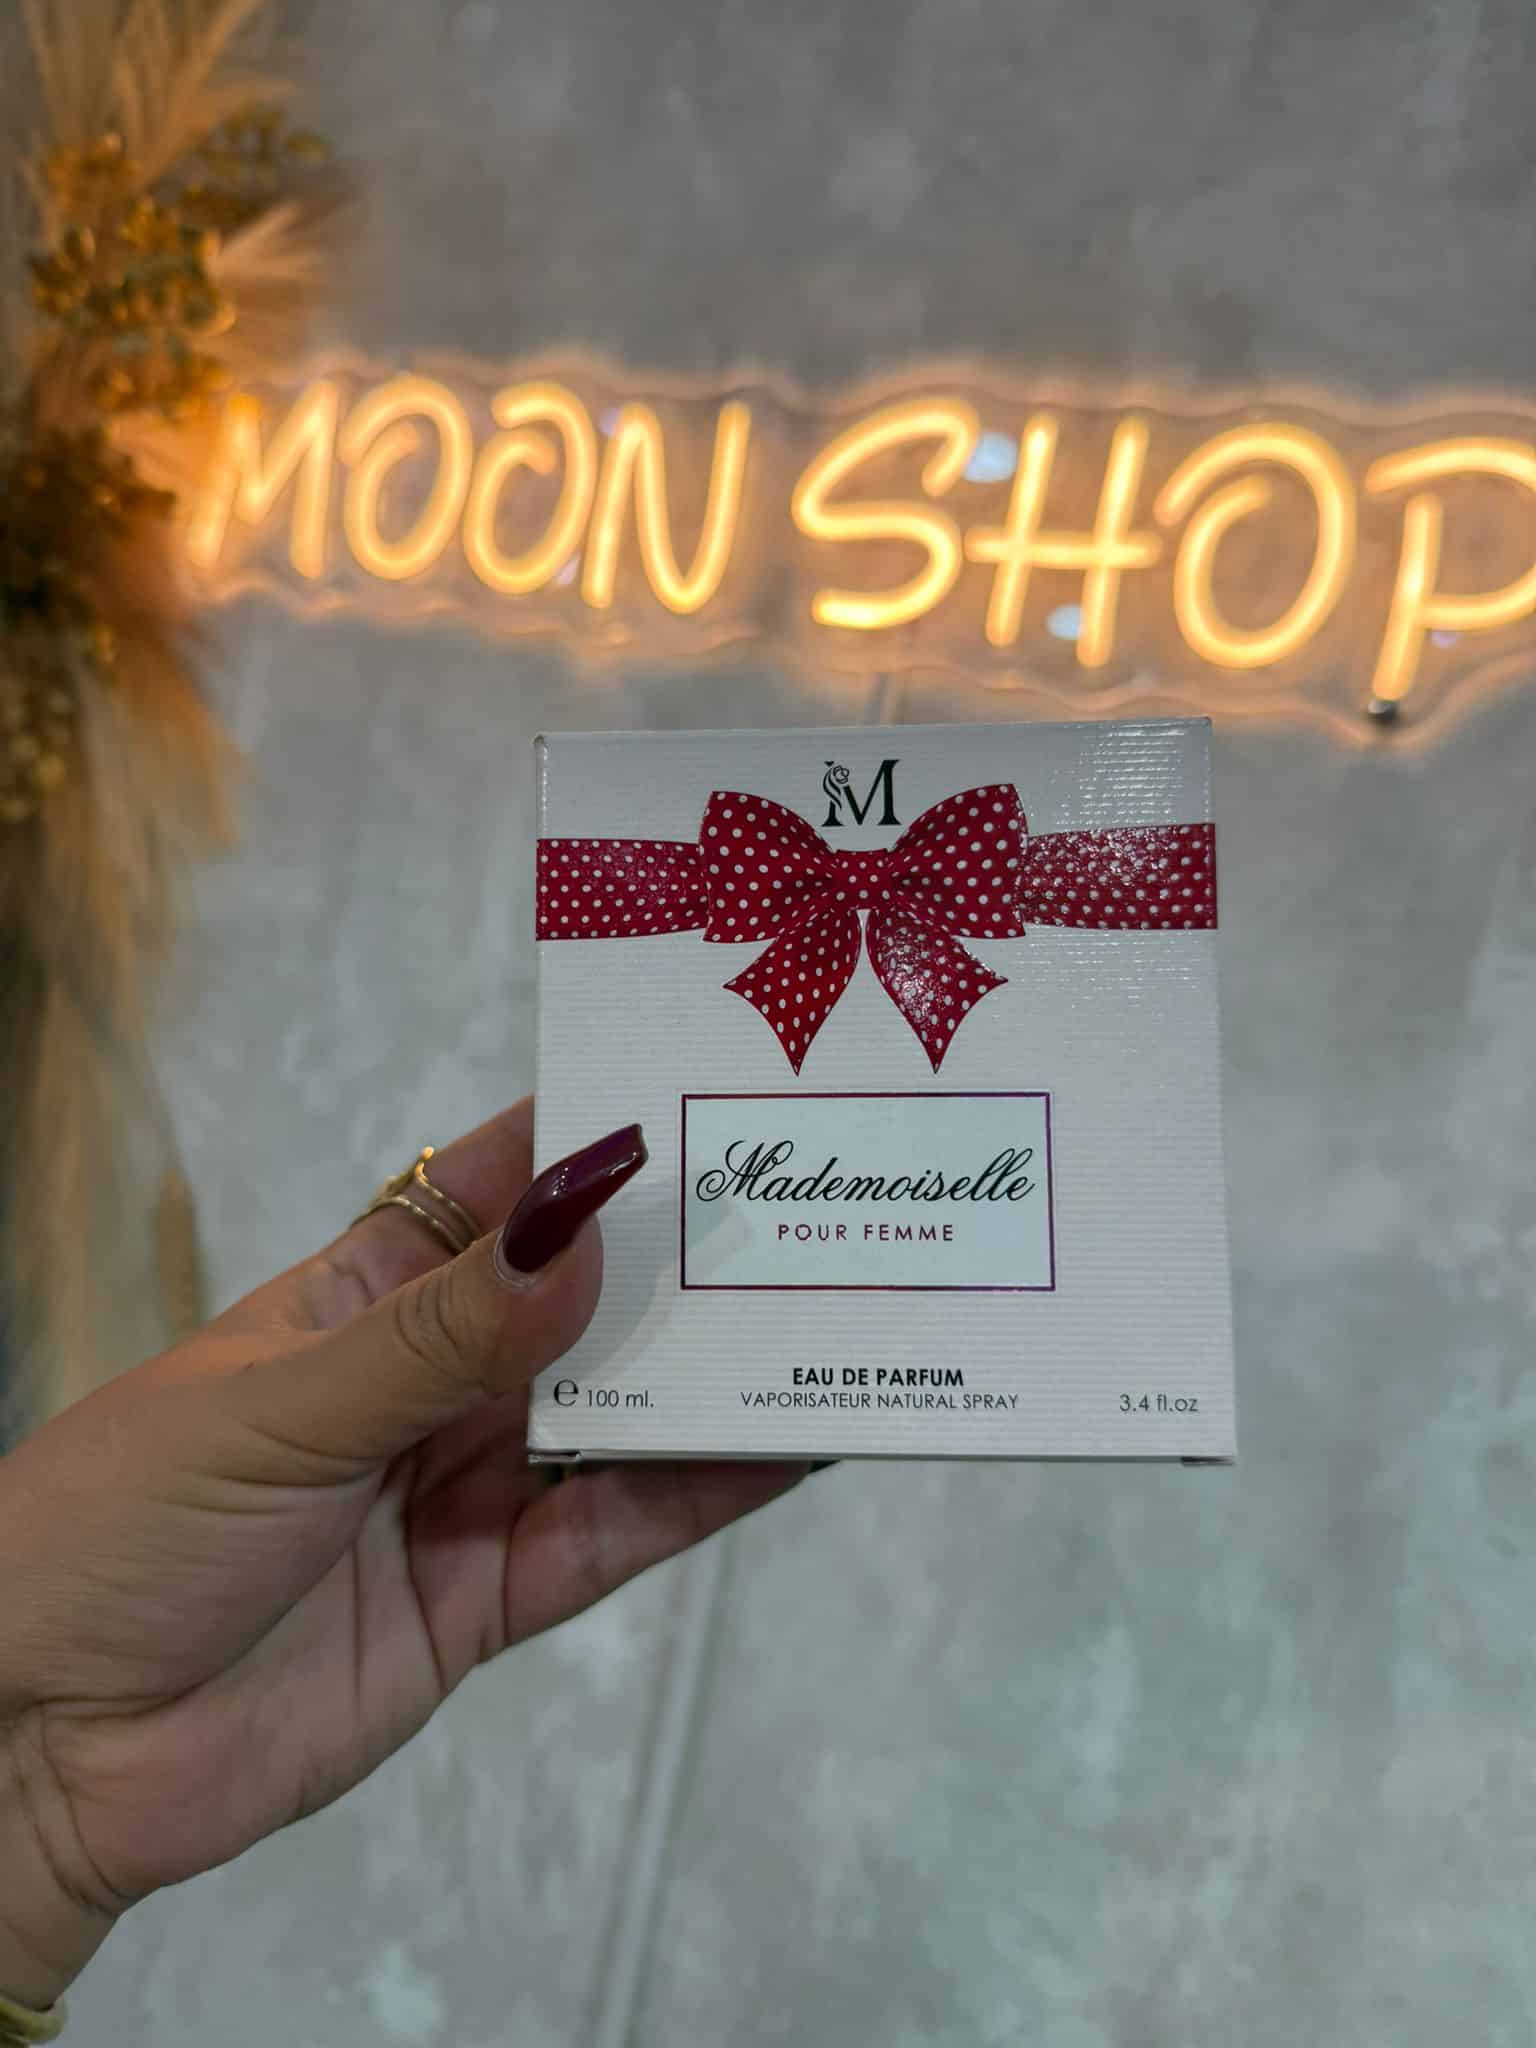 MOON SHOP
M
Mademoiselle
POUR FEMME
EAU DE PARFUM
VAPORISATEUR NATURAL SPRAY
e 100 ml.
3.4 fl.oz